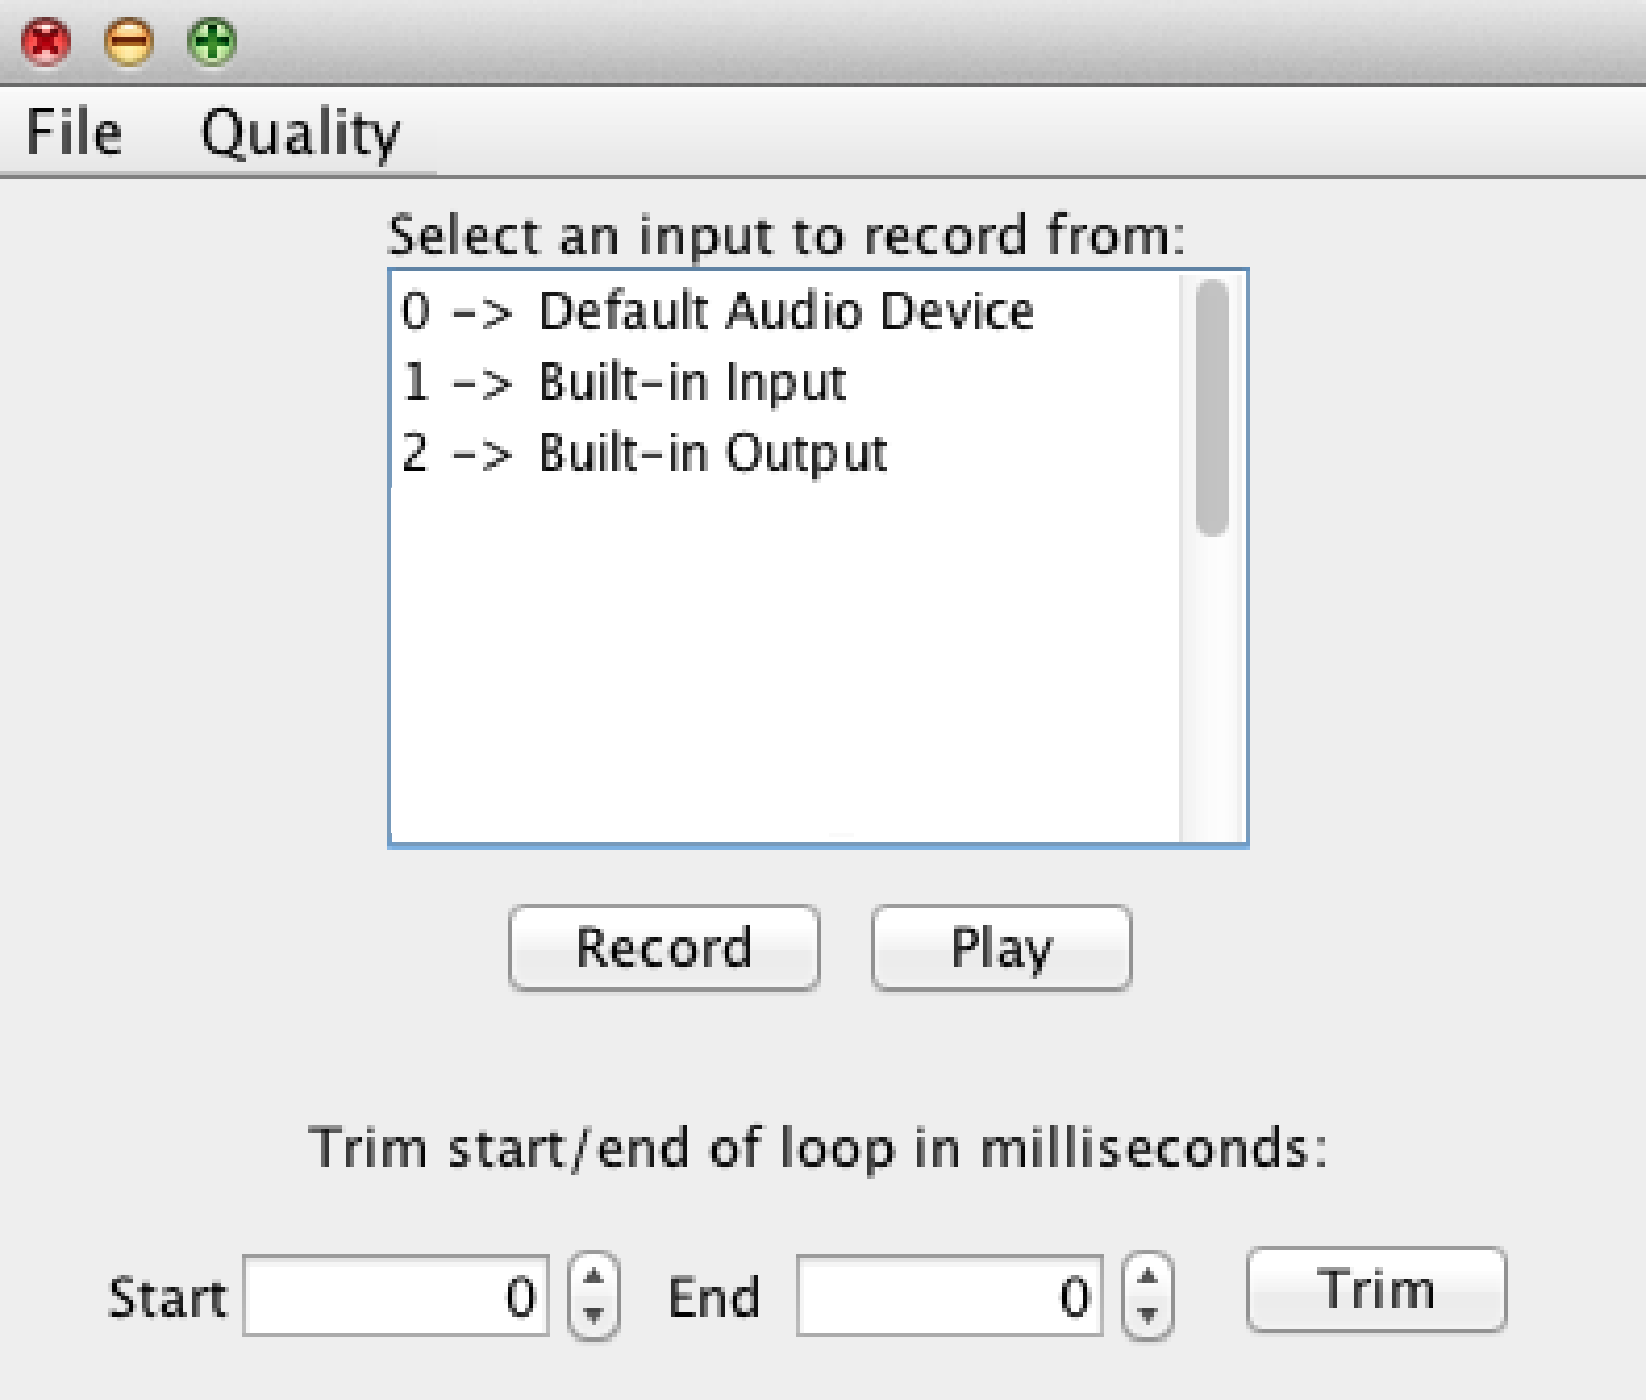 File Quality
Select an input to record from:
0 -> Default Audio Device
1 -> Built-in Input
2 -> Built-in Output
Record Play
Trim start/end of loop in milliseconds:
Start 0 End 0 Trim